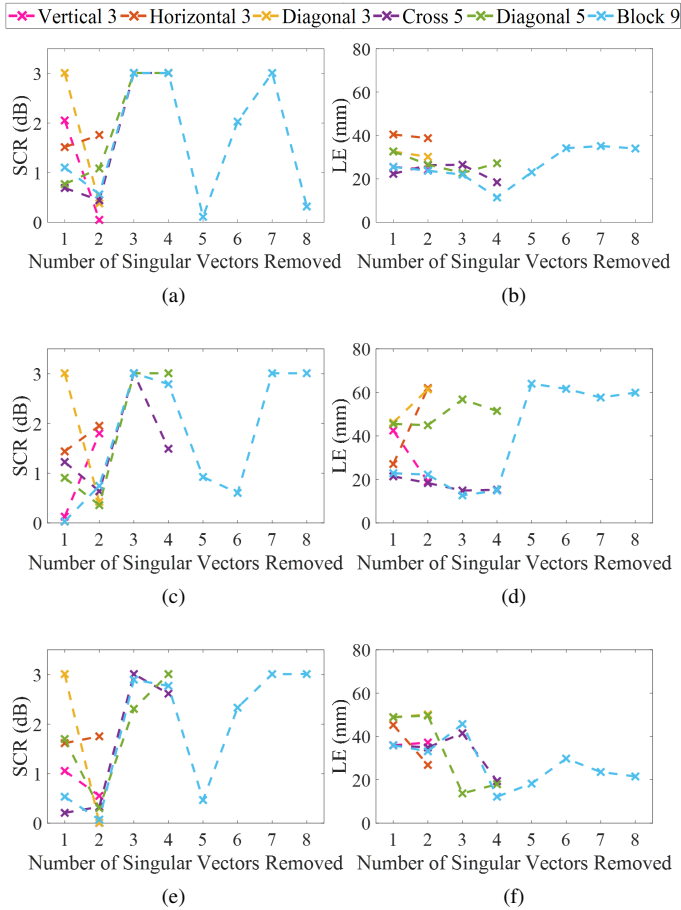 Vertical 3 Horizontal 3 Diagonal 3 Cross 5 Diagonal 5 Block 9
3
2
1
0
SCR (dB)
1 2 3 4 5 6 7 8
Number of Singular Vectors Removed
(a)
80
60
40
20
0
LE (mm)
1 2 3 4 5 6 7 8
Number of Singular Vectors Removed
(b)
3
2
1
0
SCR (dB)
1 2 3 4 5 6 7 8
Number of Singular Vectors Removed
(c)
80
60
40
20
0
LE (mm)
1 2 3 4 5 6 7 8
Number of Singular Vectors Removed
(d)
3
2
1
0
SCR (dB)
1 2 3 4 5 6 7 8
Number of Singular Vectors Removed
(e)
80
60
40
20
0
LE (mm)
1 2 3 4 5 6 7 8
Number of Singular Vectors Removed
(f)